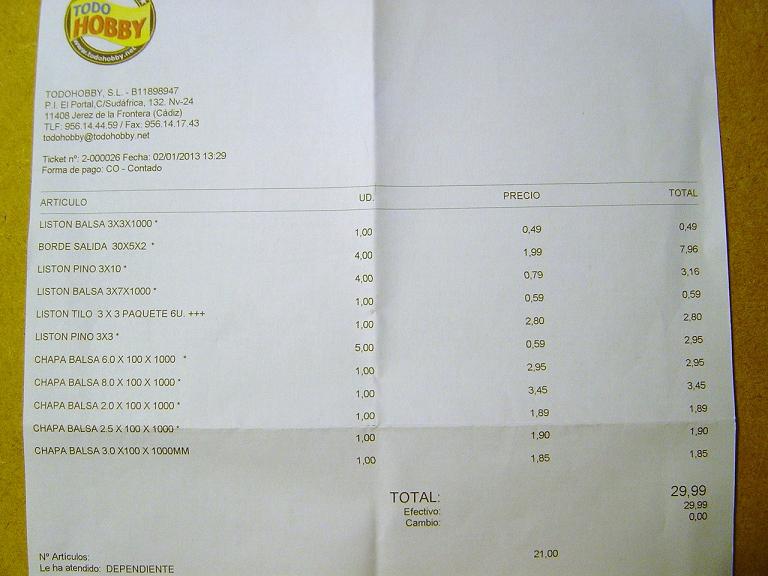 TODO
HOBBY
www.todohobby.net
TODOHOBBY, S.L. - B11898947
P.I. El Portal,C/Sudáfrica, 132. Nv-24
11408 Jerez de la Frontera (Cádiz)
TLF: 956.14.44.59 / Fax: 956.14.17.43
todohobby@todohobby.net
Ticket nº: 2-000026 Fecha: 02/01/2013 13:29
Forma de pago: CO - Contado
ARTICULO UD. PRECIO TOTAL
LISTON BALSA 3X3X1000 * 1,00 0,49 0,49
BORDE SALIDA 30X5X2 * 4,00 1,99 7,96
LISTON PINO 3X10 * 4,00 0,79 3,16
LISTON BALSA 3X7X1000 * 1,00 0,59 0,59
LISTON TILO 3 X 3 PAQUETE 6U. +++ 1,00 2,80 2,80
LISTON PINO 3X3 * 5,00 0,59 2,95
CHAPA BALSA 6.0 X 100 X 1000 * 1,00 2,95 2,95
CHAPA BALSA 8.0 X 100 X 1000 * 1,00 3,45 3,45
CHAPA BALSA 2.0 X 100 X 1000 * 1,00 1,89 1,89
CHAPA BALSA 2.5 X 100 X 1000 * 1,00 1,90 1,90
CHAPA BALSA 3.0 X100 X 1000MM 1,00 1,85 1,85
TOTAL: 29,99
Efectivo: 29,99
Cambio: 0,00
Nº Articulos: 21,00
Le ha atendido: DEPENDIENTE